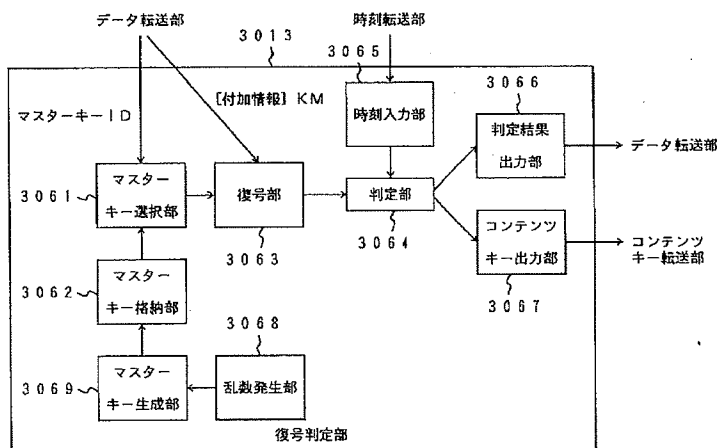 データ転送部
時刻転送部
3013
3065
3066
マスターキーID
[付加情報] KM
時刻入力部
判定結果
出力部
データ転送部
3061
マスター
キー選択部
復号部
3063
判定部
3064
コンテンツ
キー出力部
3067
コンテンツ
キー転送部
3062
マスター
キー格納部
3068
3069
マスター
キー生成部
乱数発生部
復号判定部